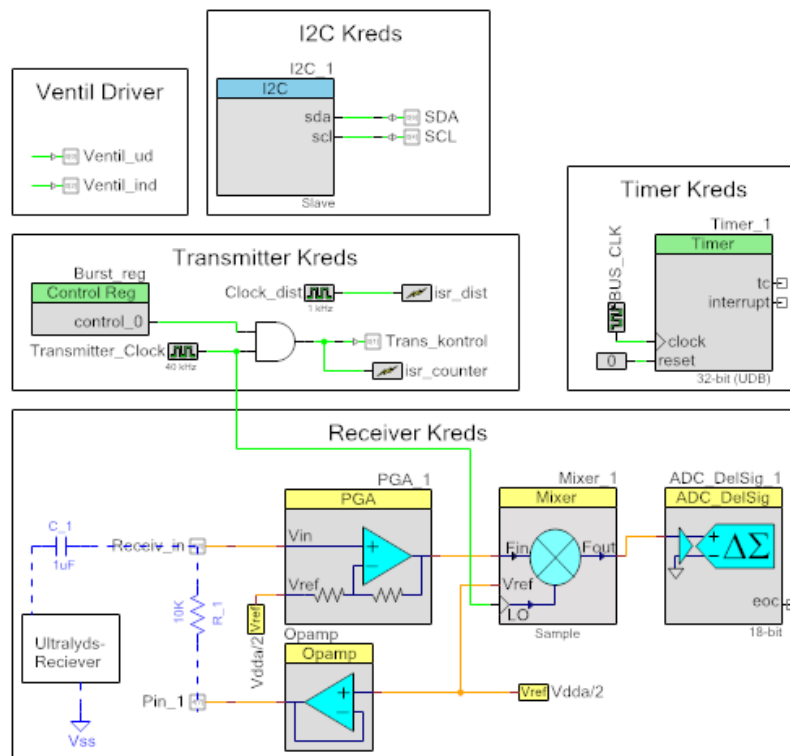 I2C Kreds
I2C_1
I2C
sda
scl
SDA
SCL
Slave
Ventil Driver
Ventil_ud
Ventil_ind
Timer Kreds
Timer_1
Timer
BUS_CLK
tc
interrupt
clock
0
reset
32-bit (UDB)
Transmitter Kreds
Burst_reg
Control Reg
control_0
Clock_dist
1 kHz
isr_dist
Transmitter_Clock
40 kHz
Trans_kontrol
isr_counter
Receiver Kreds
PGA_1
PGA
Vin
Vref
Vref
Vdda/2
Mixer_1
Mixer
Fin
Fout
Vref
LO
Sample
ADC_DelSig_1
ADC_DelSig
ΔΣ
eoc
18-bit
C_1
1uF
Receiv_in
10K
R_1
Ultralyds-
Reciever
Vss
Pin_1
Opamp
Opamp
Vref
Vdda/2